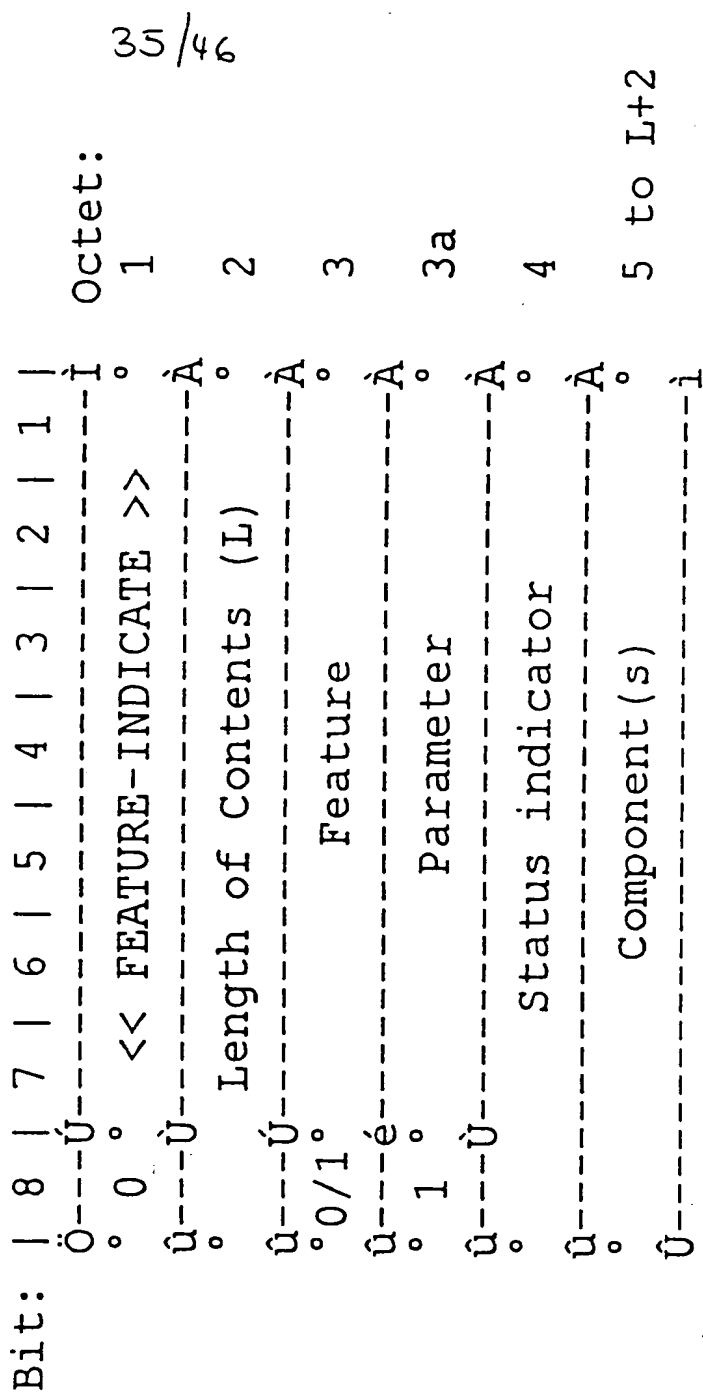 35/46
Bit: | 8 | 7 | 6 | 5 | 4 | 3 | 2 | 1 | Octet:
Ö----Ù------------------------------Ì
° 0 ° << FEATURE-INDICATE >> ° 1
û----Ù------------------------------À
° Length of Contents (L) ° 2
û----Ú------------------------------À
° 0/1 ° Feature ° 3
û----é------------------------------À
° 1 ° Parameter ° 3a
û----Ù------------------------------À
° Status indicator ° 4
û-----------------------------------À
° Component(s) ° 5 to L+2
Û-----------------------------------ì